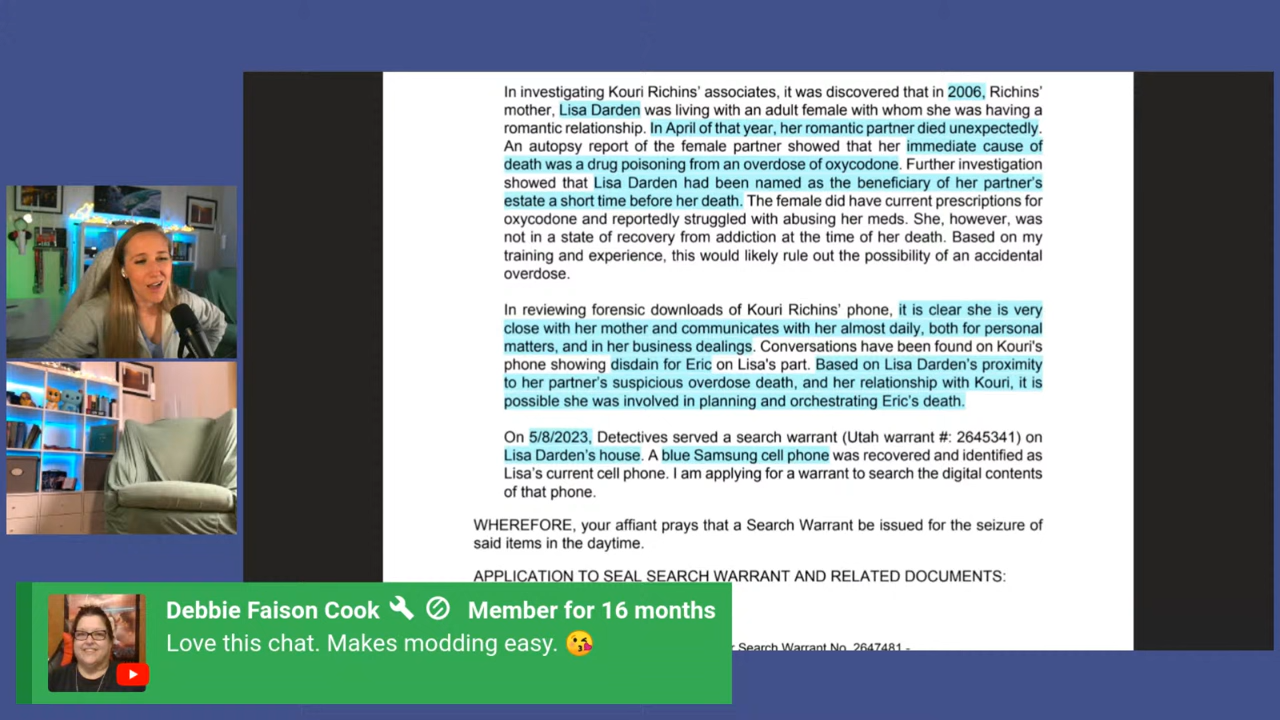 In investigating Kouri Richins' associates, it was discovered that in 2006, Richins'
mother, Lisa Darden was living with an adult female with whom she was having a
romantic relationship. In April of that year, her romantic partner died unexpectedly.
An autopsy report of the female partner showed that her immediate cause of
death was a drug poisoning from an overdose of oxycodone. Further investigation
showed that Lisa Darden had been named as the beneficiary of her partner's
estate a short time before her death. The female did have current prescriptions for
oxycodone and reportedly struggled with abusing her meds. She, however, was
not in a state of recovery from addiction at the time of her death. Based on my
training and experience, this would likely rule out the possibility of an accidental
overdose.
In reviewing forensic downloads of Kouri Richins' phone, it is clear she is very
close with her mother and communicates with her almost daily, both for personal
matters, and in her business dealings. Conversations have been found on Kouri's
phone showing disdain for Eric on Lisa's part. Based on Lisa Darden's proximity
to her partner's suspicious overdose death, and her relationship with Kouri, it is
possible she was involved in planning and orchestrating Eric's death.
On 5/8/2023, Detectives served a search warrant (Utah warrant #: 2645341) on
Lisa Darden's house. A blue Samsung cell phone was recovered and identified as
Lisa's current cell phone. I am applying for a warrant to search the digital contents
of that phone.
WHEREFORE, your affiant prays that a Search Warrant be issued for the seizure of
said items in the daytime.
APPLICATION TO SEAL SEARCH WARRANT AND RELATED DOCUMENTS:
Search Warrant No. 2647481 -
Debbie Faison Cook Member for 16 months
Love this chat. Makes modding easy. 😘